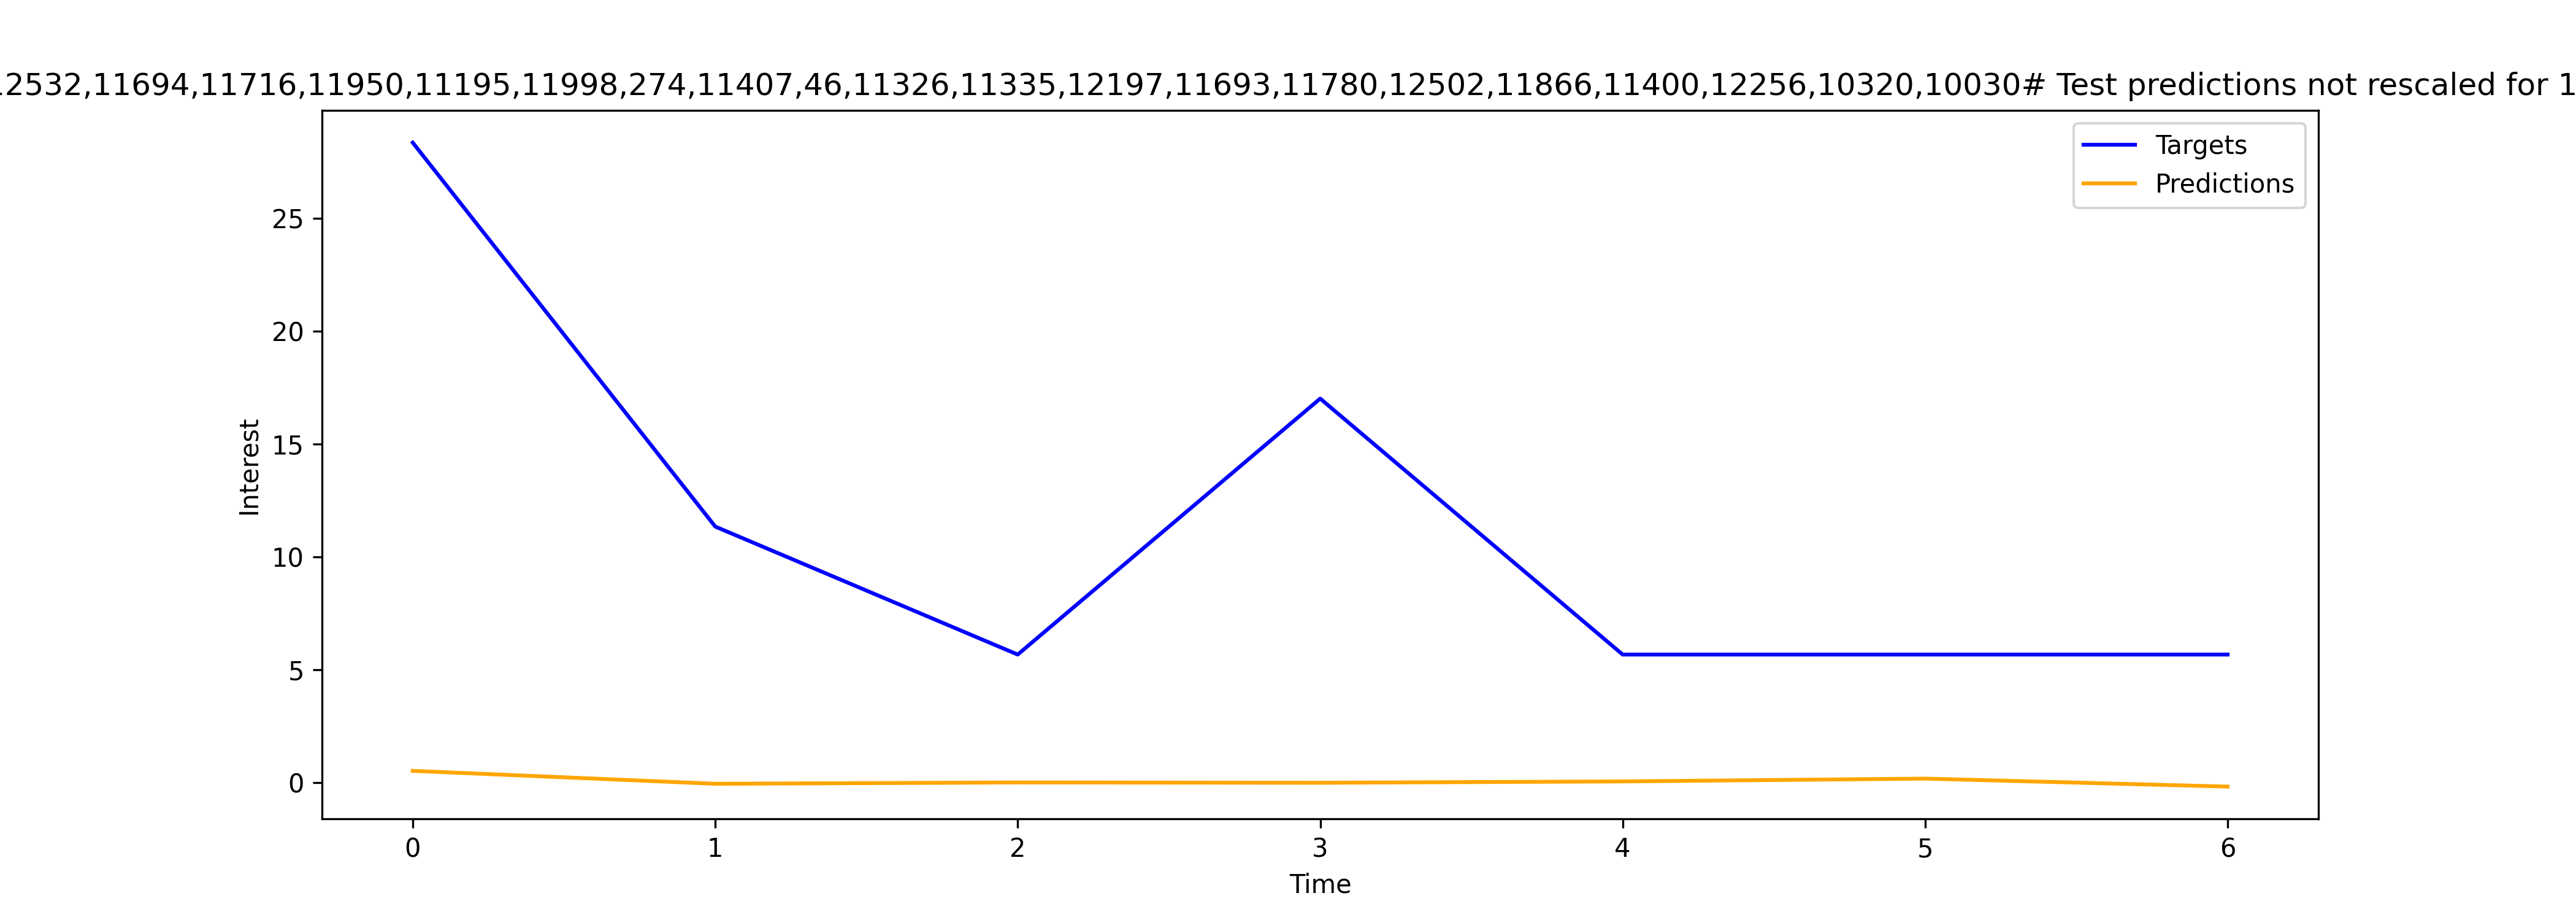 2532,11694,11716,11950,11195,11998,274,11407,46,11326,11335,12197,11693,11780,12502,11866,11400,12256,10320,10030# Test predictions not rescaled for 1
Targets
Predictions
25
20
15
10
5
0
Interest
0 1 2 3 4 5 6
Time